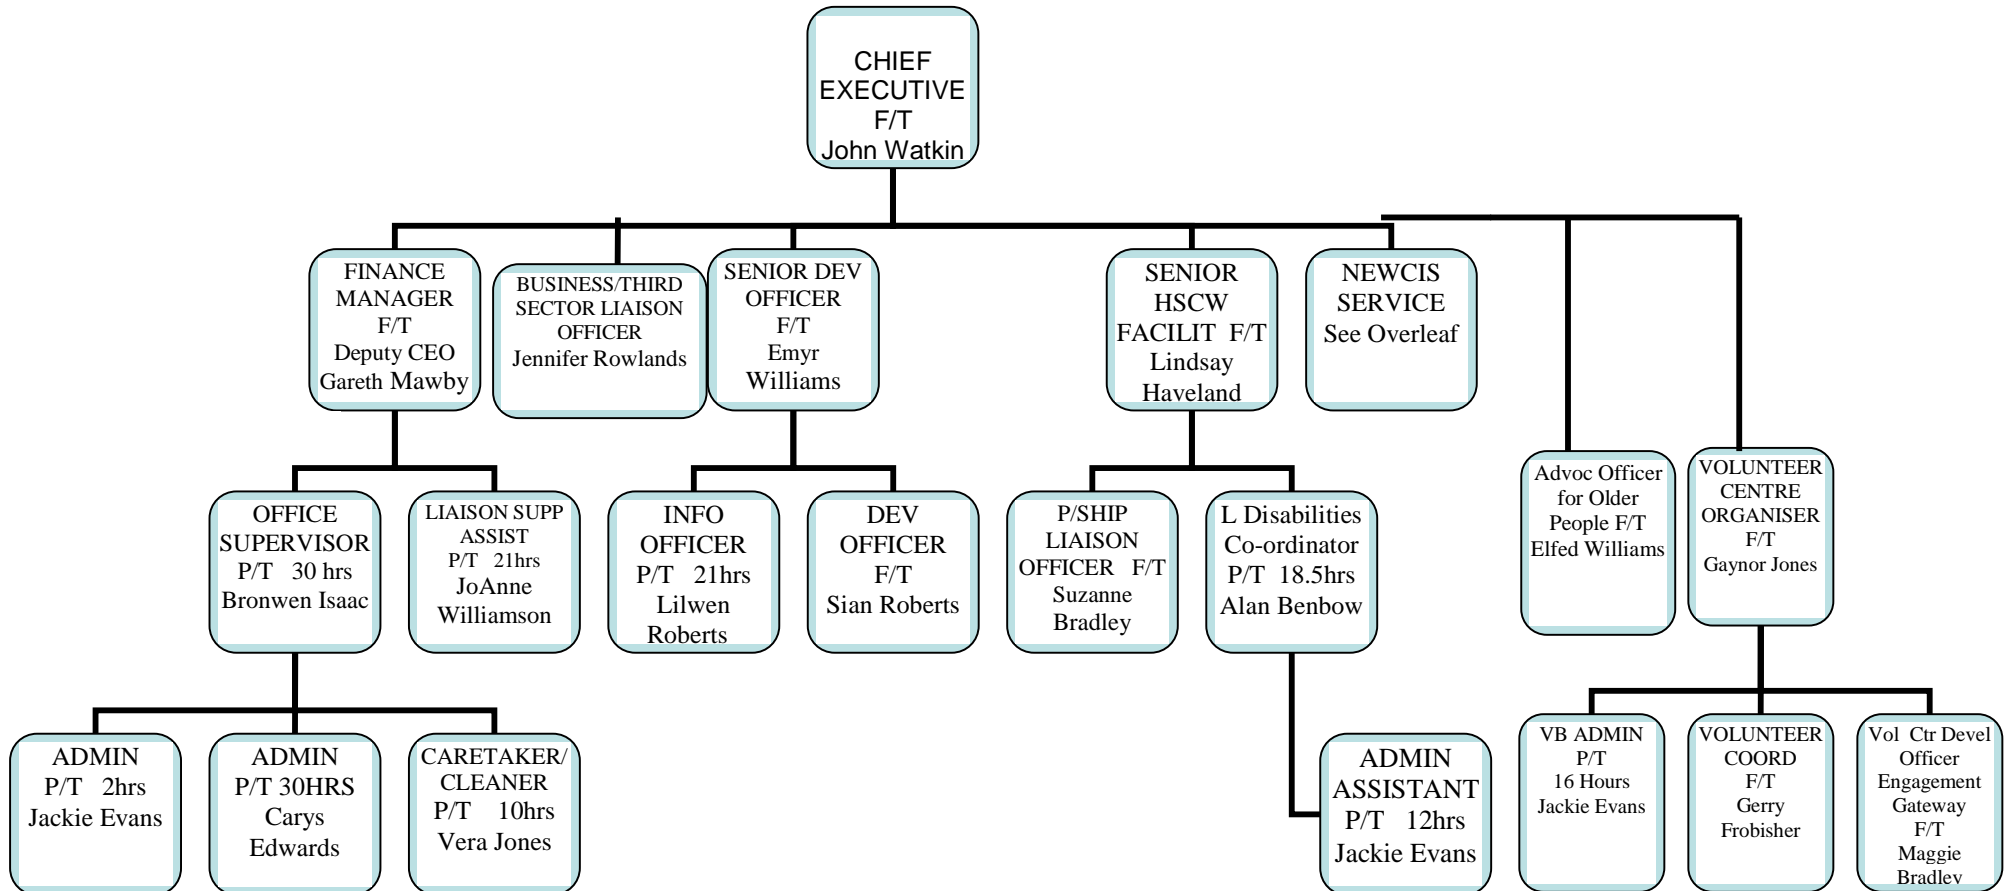 CHIEF
EXECUTIVE
F/T
John Watkin
FINANCE
MANAGER
F/T
Deputy CEO
Gareth Mawby
BUSINESS/THIRD
SECTOR LIAISON
OFFICER
Jennifer Rowlands
SENIOR DEV
OFFICER
F/T
Emyr
Williams
SENIOR
HSCW
FACILIT F/T
Lindsay
Haveland
NEWCIS
SERVICE
See Overleaf
Advoc Officer
for Older
People F/T
Elfed Williams
VOLUNTEER
CENTRE
ORGANISER
F/T
Gaynor Jones
OFFICE
SUPERVISOR
P/T 30 hrs
Bronwen Isaac
LIAISON SUPP
ASSIST
P/T 21hrs
JoAnne
Williamson
INFO
OFFICER
P/T 21hrs
Lilwen
Roberts
DEV
OFFICER
F/T
Sian Roberts
P/SHIP
LIAISON
OFFICER F/T
Suzanne
Bradley
L Disabilities
Co-ordinator
P/T 18.5hrs
Alan Benbow
ADMIN
P/T 2hrs
Jackie Evans
ADMIN
P/T 30HRS
Carys
Edwards
CARETAKER/
CLEANER
P/T 10hrs
Vera Jones
ADMIN
ASSISTANT
P/T 12hrs
Jackie Evans
VB ADMIN
P/T
16 Hours
Jackie Evans
VOLUNTEER
COORD
F/T
Gerry
Frobisher
Vol Ctr Devel
Officer
Engagement
Gateway
F/T
Maggie
Bradley